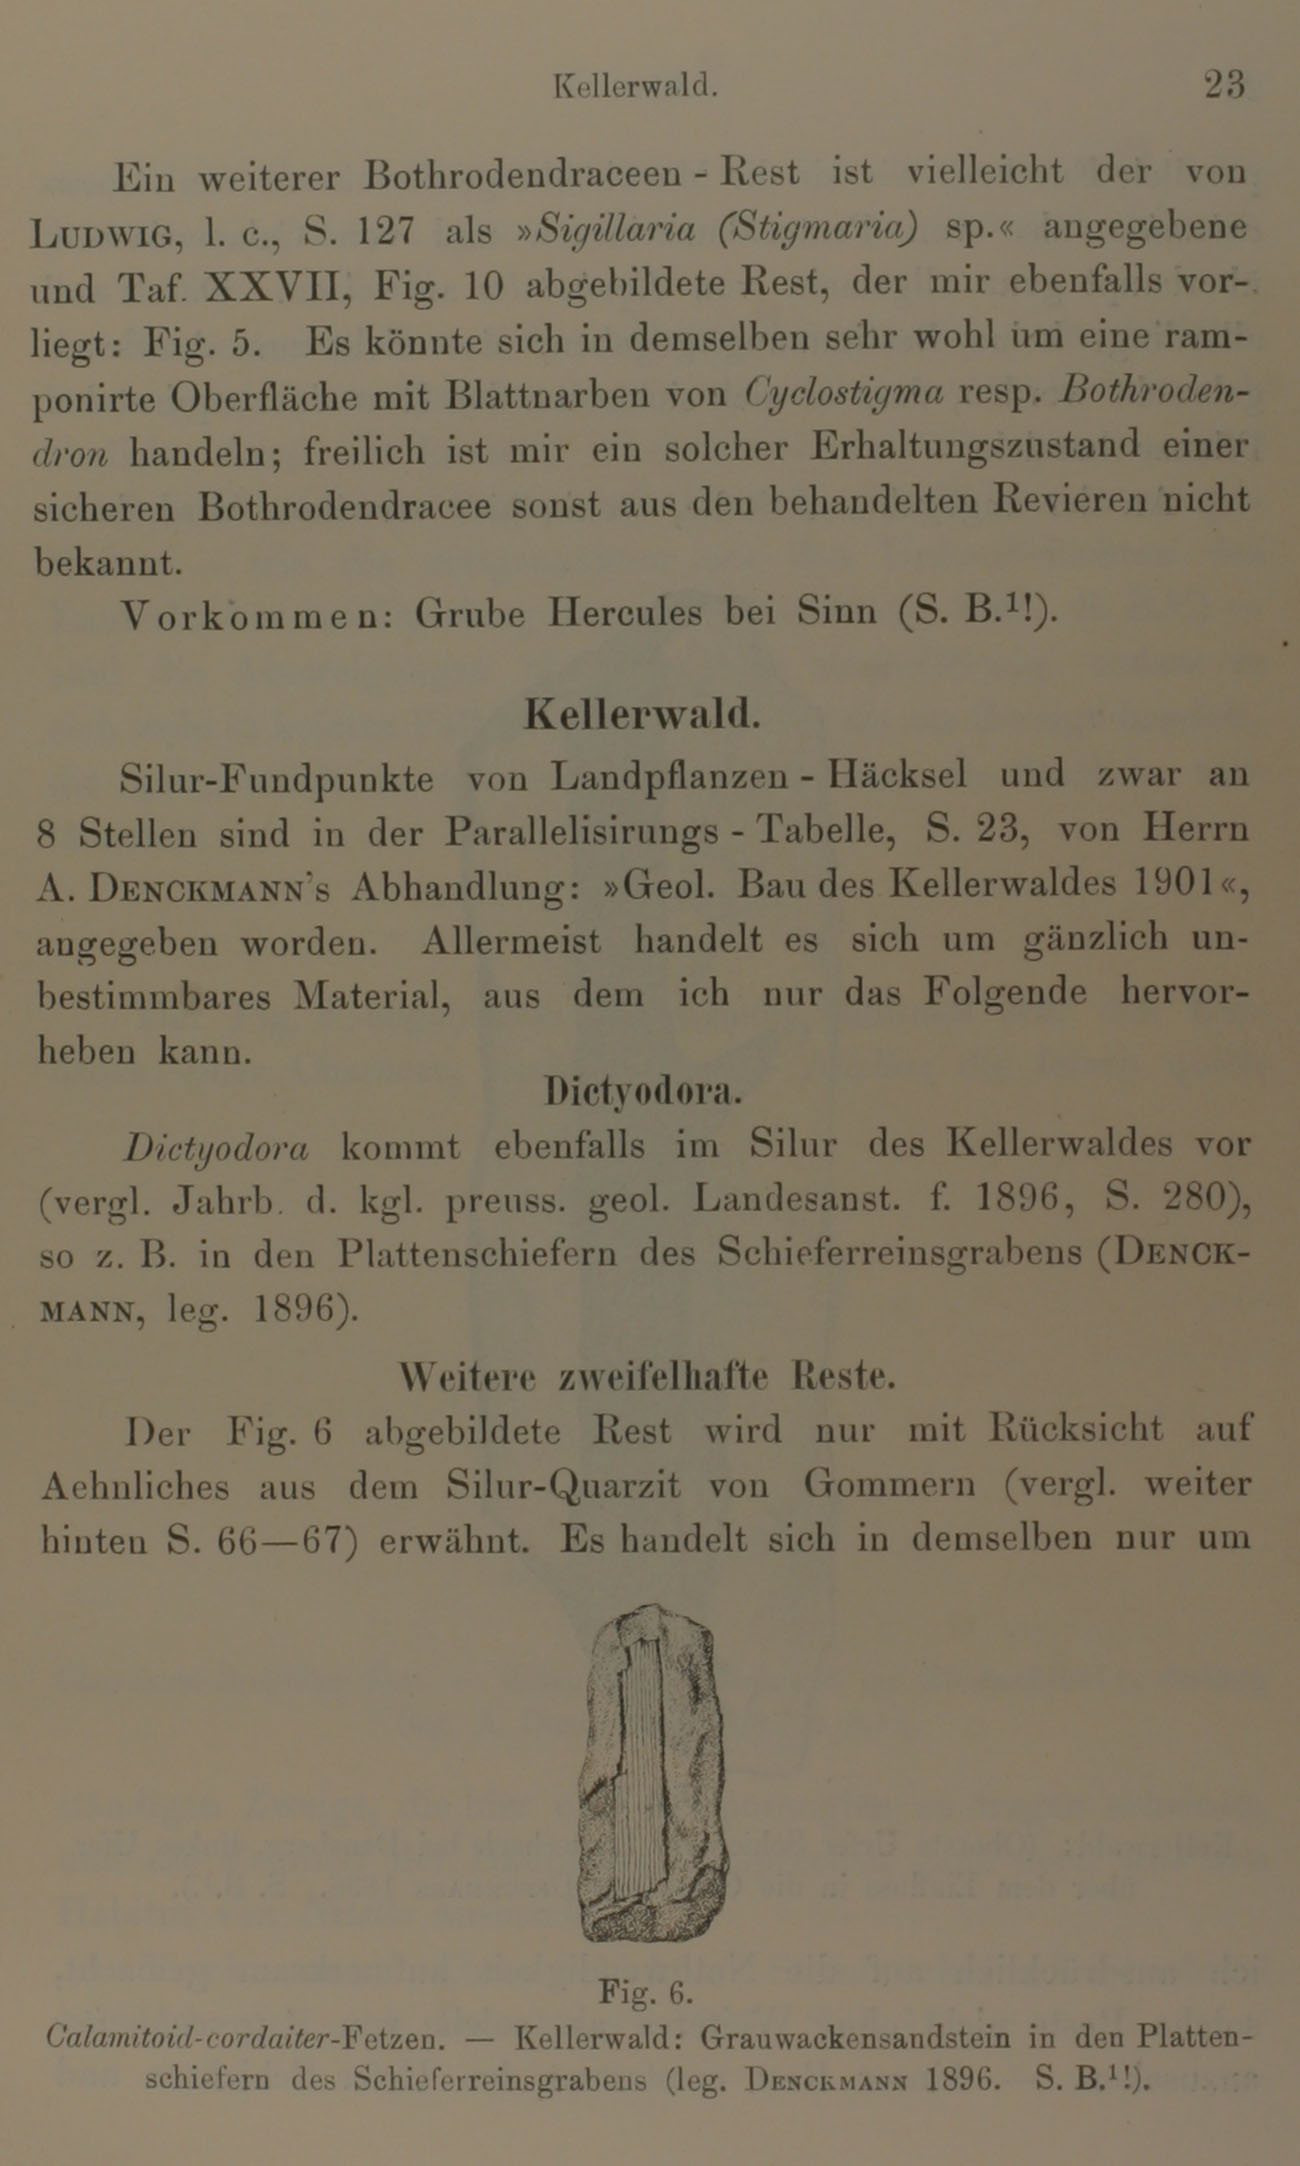 Kellerwald. 23
Ein weiterer Bothrodendraceen - Rest ist vielleicht der von
LUDWIG, l. c., S. 127 als »Sigillaria (Stigmaria) sp.« angegebene
und Taf. XXVII, Fig. 10 abgebildete Rest, der mir ebenfalls vor-
liegt: Fig. 5. Es könnte sich in demselben sehr wohl um eine ram-
ponirte Oberfläche mit Blattnarben von Cyclostigma resp. Bothroden-
dron handeln; freilich ist mir ein solcher Erhaltungszustand einer
sicheren Bothrodendracee sonst aus den behandelten Revieren nicht
bekannt.
Vorkommen: Grube Hercules bei Sinn (S. B.¹!).
Kellerwald.
Silur-Fundpunkte von Landpflanzen - Häcksel und zwar an
8 Stellen sind in der Parallelisirungs - Tabelle, S. 23, von Herrn
A. DENCKMANN's Abhandlung: »Geol. Bau des Kellerwaldes 1901«,
angegeben worden. Allermeist handelt es sich um gänzlich un-
bestimmbares Material, aus dem ich nur das Folgende hervor-
heben kann.
Dictyodora.
Dictyodora kommt ebenfalls im Silur des Kellerwaldes vor
(vergl. Jahrb. d. kgl. preuss. geol. Landesanst. f. 1896, S. 280),
so z. B. in den Plattenschiefern des Schieferreinsgrabens (DENCK-
MANN, leg. 1896).
Weitere zweifelhafte Reste.
Der Fig. 6 abgebildete Rest wird nur mit Rücksicht auf
Aehnliches aus dem Silur-Quarzit von Gommern (vergl. weiter
hinten S. 66—67) erwähnt. Es handelt sich in demselben nur um
Fig. 6.
Calamitoid-cordaiter-Fetzen. — Kellerwald: Grauwackensandstein in den Platten-
schiefern des Schieferreinsgrabens (leg. DENCKMANN 1896. S. B.¹!).